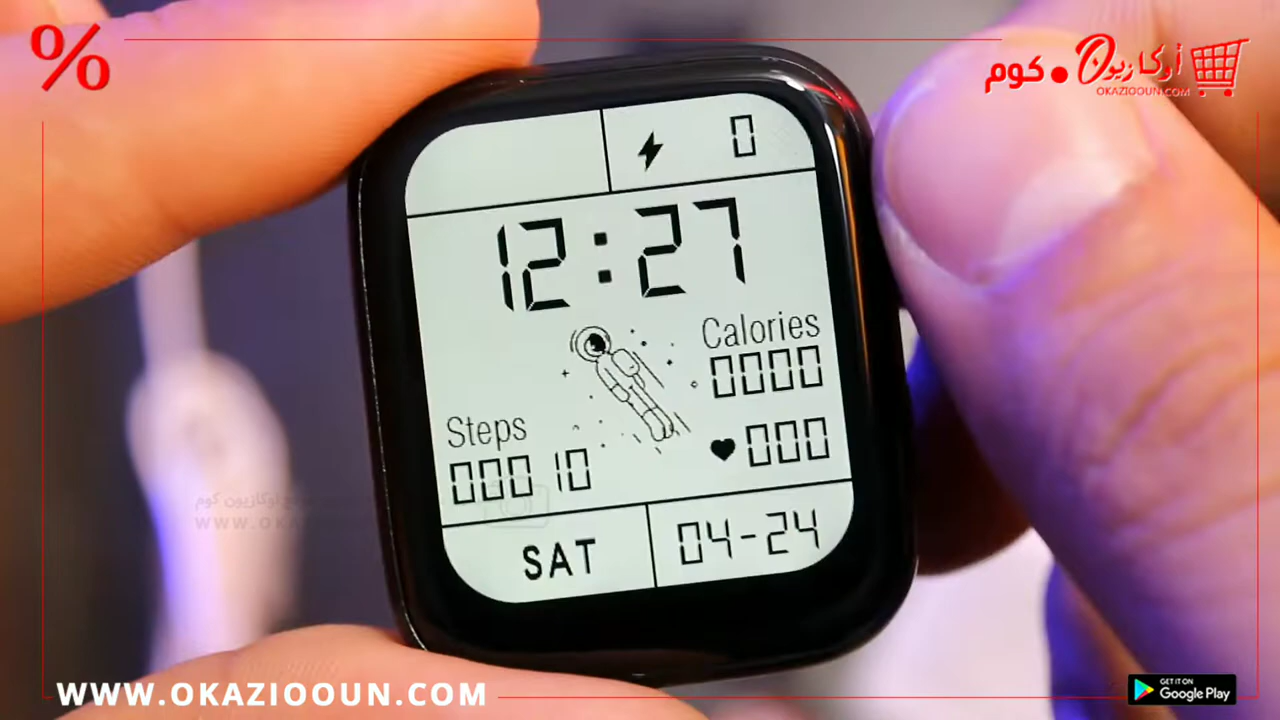 %
أوكازيون.كوم
OKAZIOOUN.COM
0
12:27
Calories
0000
Steps
00010
000
SAT
04-24
WWW.OKAZIOOUN.COM
GET IT ON
Google Play